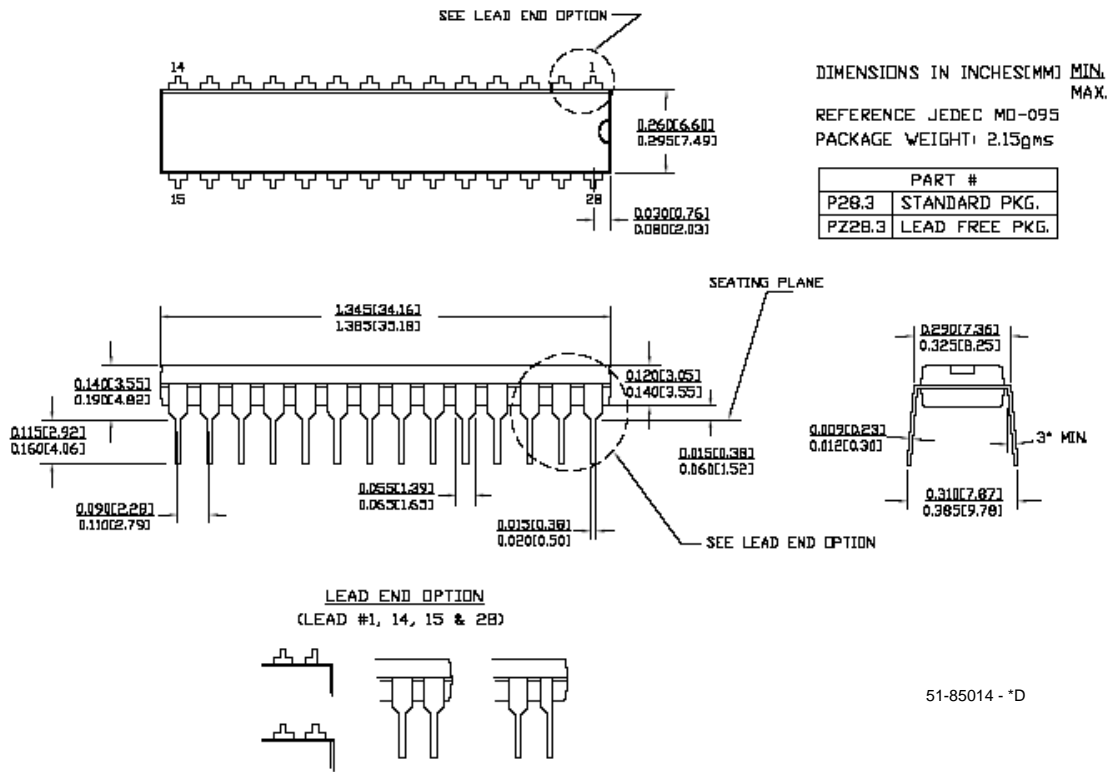 SEE LEAD END OPTION
14
1
DIMENSIONS IN INCHES[MM] MIN.
MAX.
REFERENCE JEDEC MO-095
PACKAGE WEIGHT: 2.15gms
0.260[6.60]
0.295[7.49]
PART #
P28.3 STANDARD PKG.
PZ28.3 LEAD FREE PKG.
15
28
0.030[0.76]
0.080[2.03]
SEATING PLANE
1.345[34.16]
1.385[35.18]
0.290[7.36]
0.325[8.25]
0.140[3.55]
0.190[4.82]
0.120[3.05]
0.140[3.55]
0.115[2.92]
0.160[4.06]
0.015[0.38]
0.060[1.52]
0.009[0.23]
0.012[0.30]
3° MIN.
0.055[1.39]
0.065[1.65]
0.090[2.28]
0.110[2.79]
0.015[0.38]
0.020[0.50]
0.310[7.87]
0.385[9.78]
SEE LEAD END OPTION
LEAD END OPTION
(LEAD #1, 14, 15 & 28)
51-85014 - *D